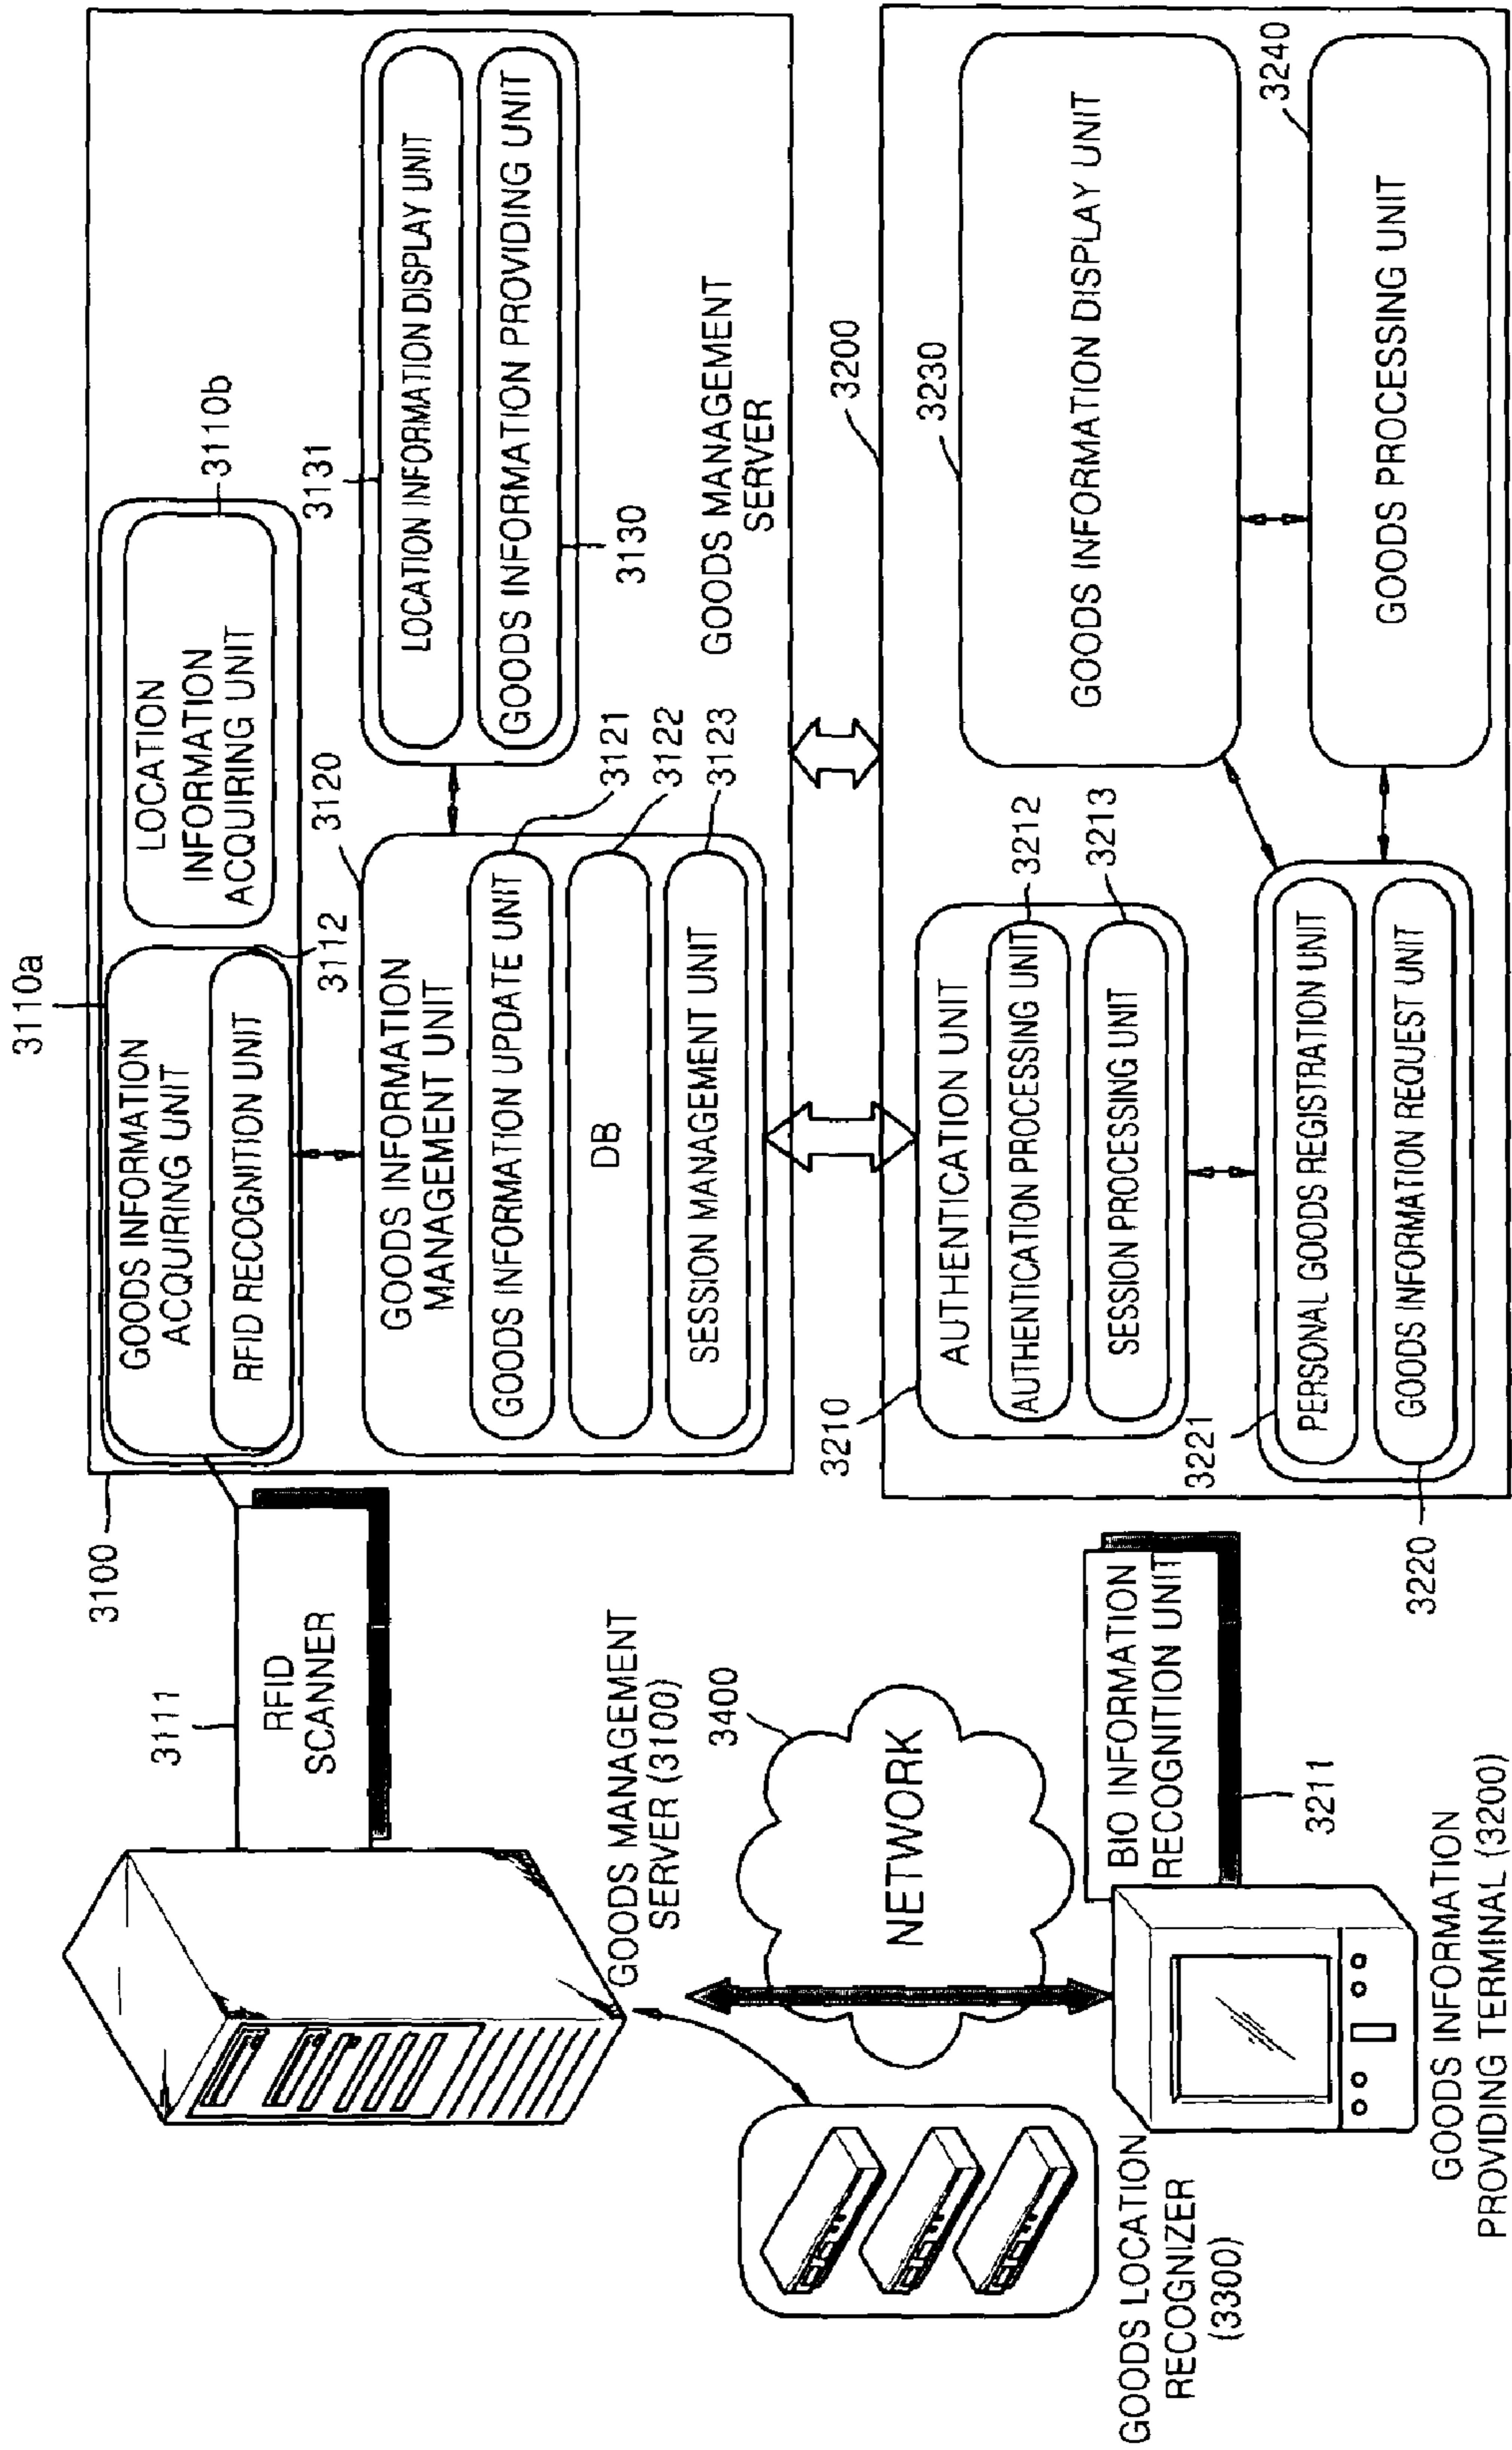 3110a
3100
3111
RFID
SCANNER
GOODS INFORMATION
ACQUIRING UNIT
RFID RECOGNITION UNIT
3112
LOCATION
INFORMATION
ACQUIRING UNIT
3110b
3120
GOODS INFORMATION
MANAGEMENT UNIT
GOODS INFORMATION UPDATE UNIT
3121
DB
3122
SESSION MANAGEMENT UNIT
3123
3131
LOCATION INFORMATION DISPLAY UNIT
GOODS INFORMATION PROVIDING UNIT
3130
GOODS MANAGEMENT
SERVER
GOODS MANAGEMENT
SERVER (3100)
3400
NETWORK
GOODS LOCATION
RECOGNIZER
(3300)
BIO INFORMATION
RECOGNITION UNIT
3211
GOODS INFORMATION
PROVIDING TERMINAL (3200)
3200
3210
AUTHENTICATION UNIT
AUTHENTICATION PROCESSING UNIT
3212
SESSION PROCESSING UNIT
3213
3221
PERSONAL GOODS REGISTRATION UNIT
GOODS INFORMATION REQUEST UNIT
3220
3230
GOODS INFORMATION DISPLAY UNIT
3240
GOODS PROCESSING UNIT